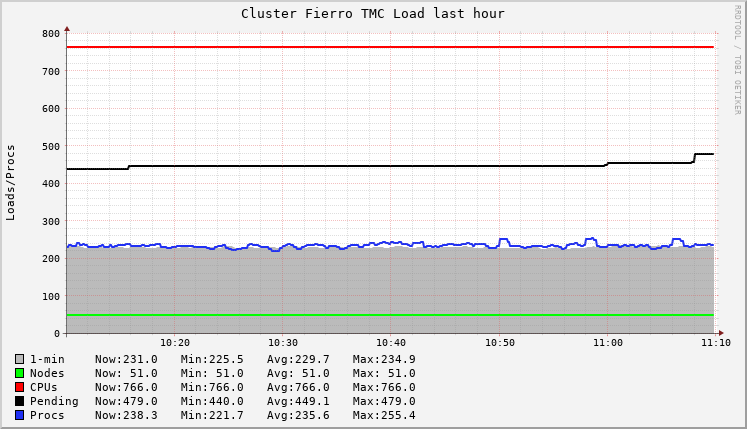 Cluster Fierro TMC Load last hour
RRDTOOL / TOBI OETIKER
Loads/Procs
800
700
600
500
400
300
200
100
0
10:20 10:30 10:40 10:50 11:00 11:10
1-min Now:231.0 Min:225.5 Avg:229.7 Max:234.9
Nodes Now: 51.0 Min: 51.0 Avg: 51.0 Max: 51.0
CPUs Now:766.0 Min:766.0 Avg:766.0 Max:766.0
Pending Now:479.0 Min:440.0 Avg:449.1 Max:479.0
Procs Now:238.3 Min:221.7 Avg:235.6 Max:255.4